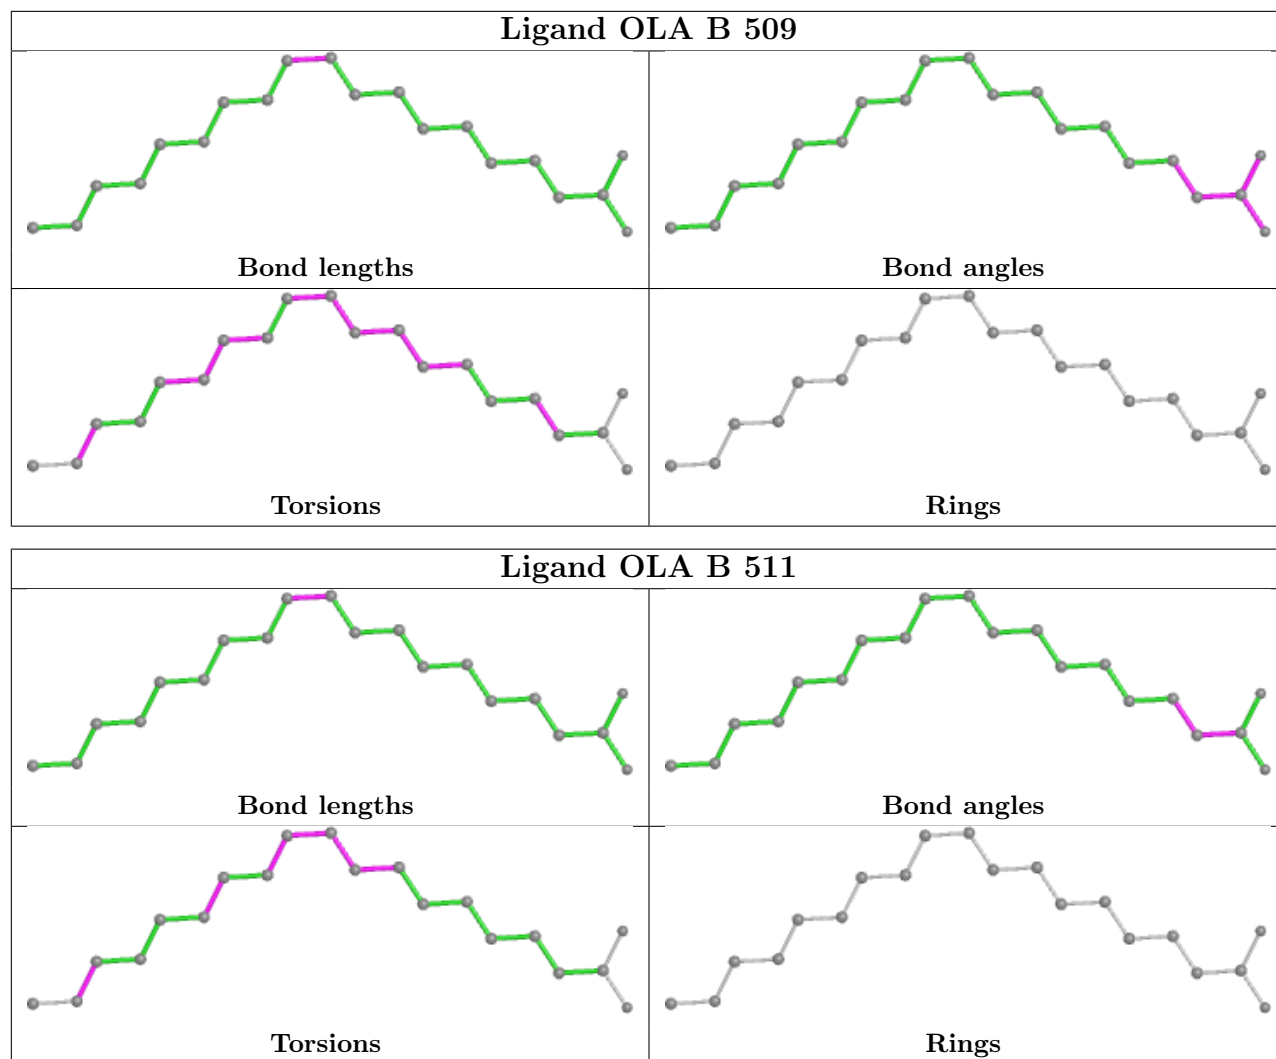 Ligand OLA B 509
Bond lengths
Bond angles
Torsions
Rings
Ligand OLA B 511
Bond lengths
Bond angles
Torsions
Rings